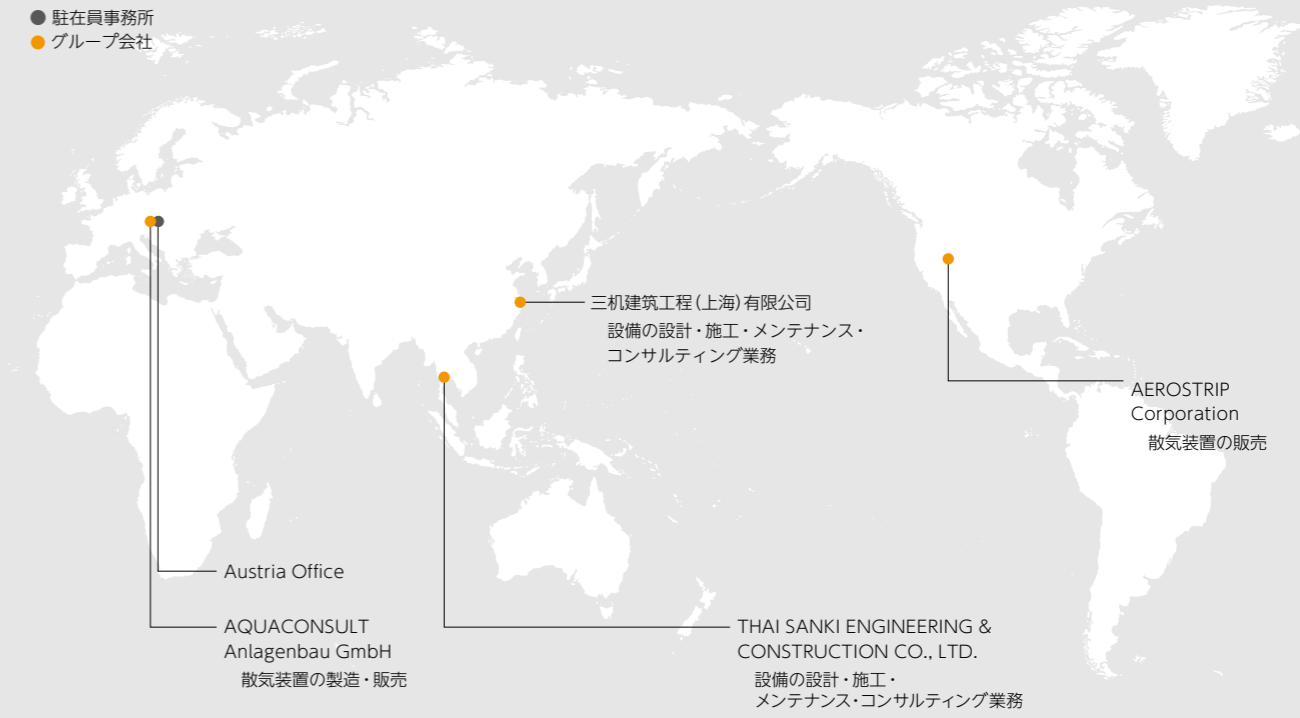 駐在員事務所
グループ会社
三机建筑工程(上海)有限公司
設備の設計・施工・メンテナンス・
コンサルティング業務
AEROSTRIP
Corporation
散気装置の販売
Austria Office
AQUACONSULT
Anlagenbau GmbH
散気装置の製造・販売
THAI SANKI ENGINEERING &
CONSTRUCTION CO., LTD.
設備の設計・施工・
メンテナンス・コンサルティング業務